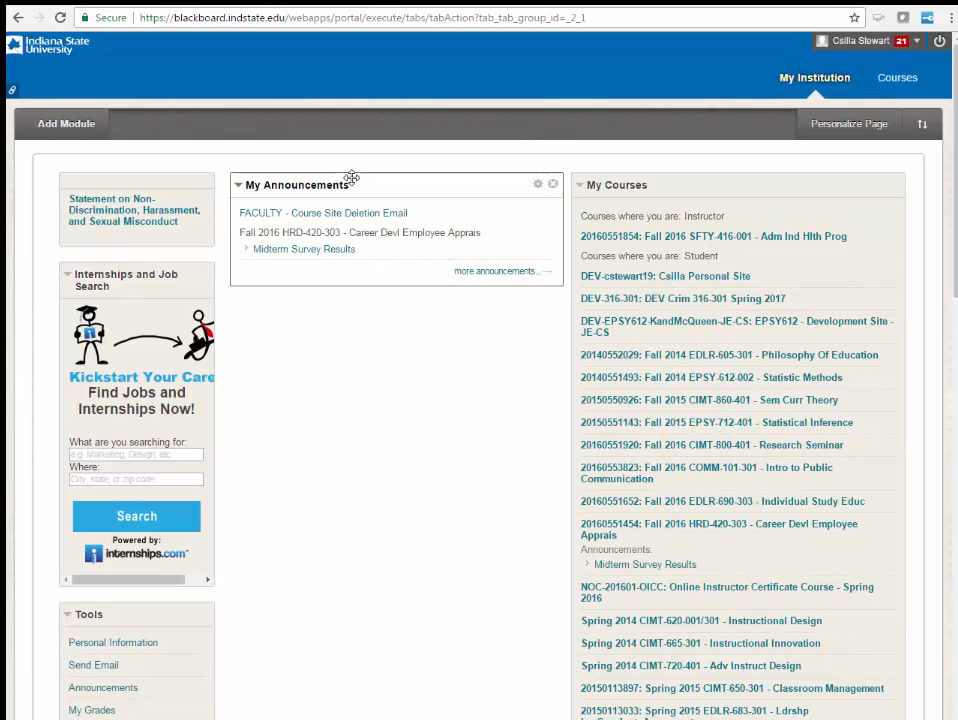 Secure
https://blackboard.indstate.edu/webapps/portal/execute/tabs/tabAction?tab_tab_group_id=_2_1
Indiana State
University
Csilla Stewart 21
My Institution
Courses
Add Module
Personalize Page
Statement on Non-
Discrimination, Harassment,
and Sexual Misconduct
Internships and Job
Search
Kickstart Your Care
Find Jobs and
Internships Now!
What are you searching for:
e.g. Marketing, Design, etc
Where:
City, state, or zip code
Search
Powered by:
internships.com
Tools
Personal Information
Send Email
Announcements
My Grades
My Announcements
FACULTY - Course Site Deletion Email
Fall 2016 HRD-420-303 - Career Devl Employee Apprais
Midterm Survey Results
more announcements...
My Courses
Courses where you are: Instructor
20160551854: Fall 2016 SFTY-416-001 - Adm Ind Hlth Prog
Courses where you are: Student
DEV-cstewart19: Csilla Personal Site
DEV-316-301: DEV Crim 316-301 Spring 2017
DEV-EPSY612-KandMcQueen-JE-CS: EPSY612 - Development Site -
JE-CS
20140552029: Fall 2014 EDLR-605-301 - Philosophy Of Education
20140551493: Fall 2014 EPSY-612-002 - Statistic Methods
20150550926: Fall 2015 CIMT-860-401 - Sem Curr Theory
20150551143: Fall 2015 EPSY-712-401 - Statistical Inference
20160551920: Fall 2016 CIMT-800-401 - Research Seminar
20160553823: Fall 2016 COMM-101-301 - Intro to Public
Communication
20160551652: Fall 2016 EDLR-690-303 - Individual Study Educ
20160551454: Fall 2016 HRD-420-303 - Career Devl Employee
Apprais
Announcements:
Midterm Survey Results
NOC-201601-OICC: Online Instructor Certificate Course - Spring
2016
Spring 2014 CIMT-620-001/301 - Instructional Design
Spring 2014 CIMT-665-301 - Instructional Innovation
Spring 2014 CIMT-720-401 - Adv Instruct Design
20150113897: Spring 2015 CIMT-650-301 - Classroom Management
20150113033: Spring 2015 EDLR-683-301 - Ldrshp